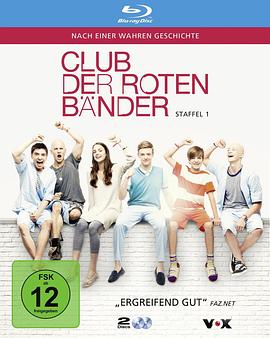 Blu-ray Disc
NACH EINER WAHREN GESCHICHTE
CLUB
DER ROTEN
BÄNDER
STAFFEL 1
FSK
ab
12
freigegeben
„ERGREIFEND GUT“ FAZ.NET
2
Discs
VOX